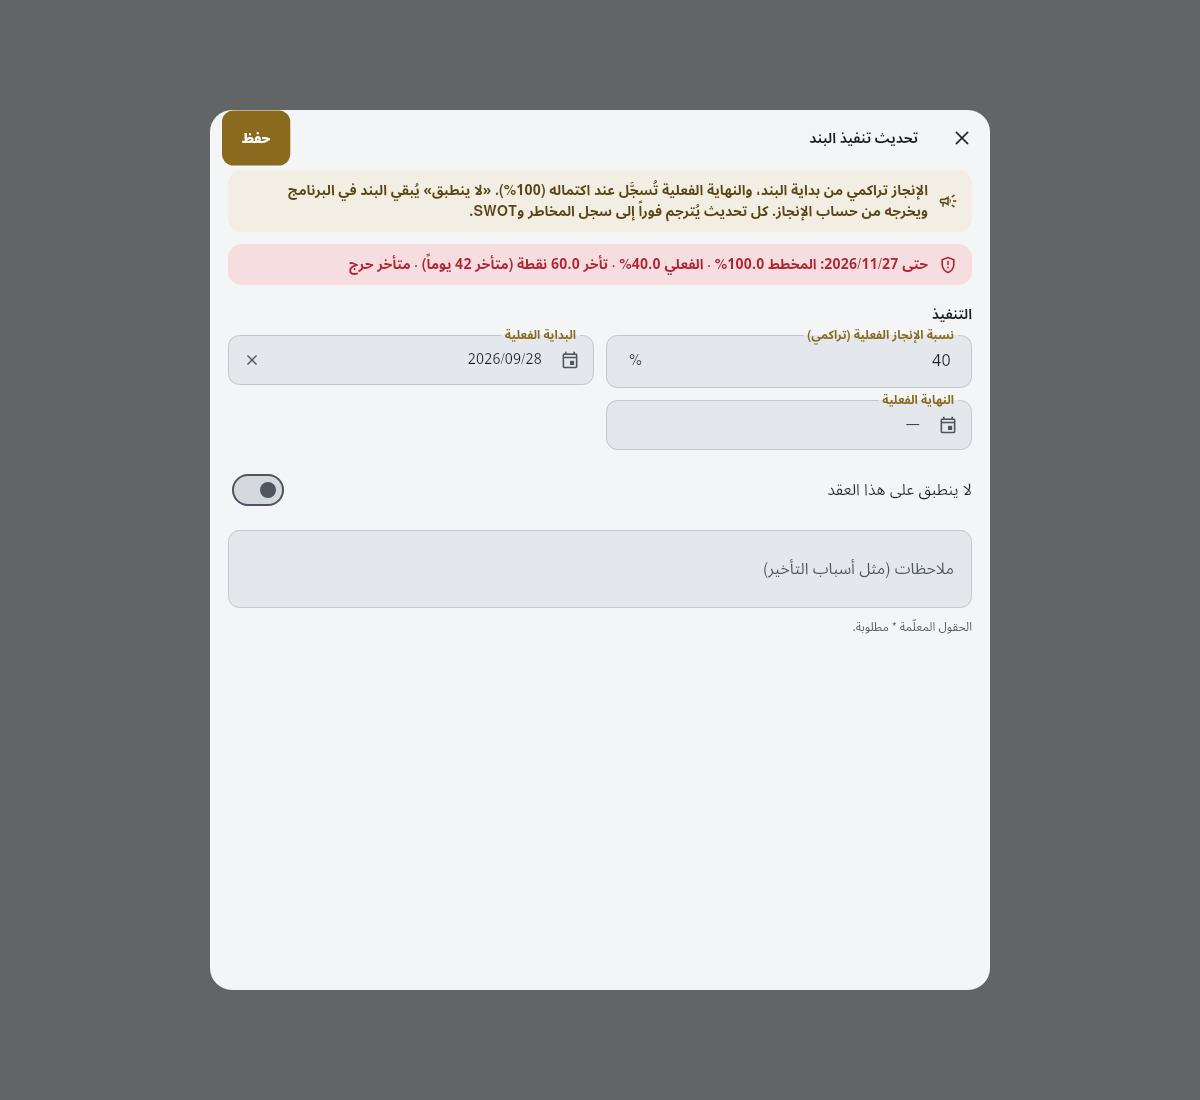 تحديث تنفيذ البند
حفظ
الإنجاز تراكمي من بداية البند، والنهاية الفعلية تُسجَّل عند اكتماله (100%). «لا ينطبق» يُبقي البند في البرنامج
ويخرجه من حساب الإنجاز. كل تحديث يُترجم فوراً إلى سجل المخاطر وSWOT.
حتى 2026/11/27: المخطط 100.0% · الفعلي 40.0% · تأخر 60.0 نقطة (متأخر 42 يوماً) · متأخر حرج
التنفيذ
نسبة الإنجاز الفعلية (تراكمي)
40 %
البداية الفعلية
2026/09/28
النهاية الفعلية
—
لا ينطبق على هذا العقد
ملاحظات (مثل أسباب التأخير)
الحقول المعلّمة * مطلوبة.